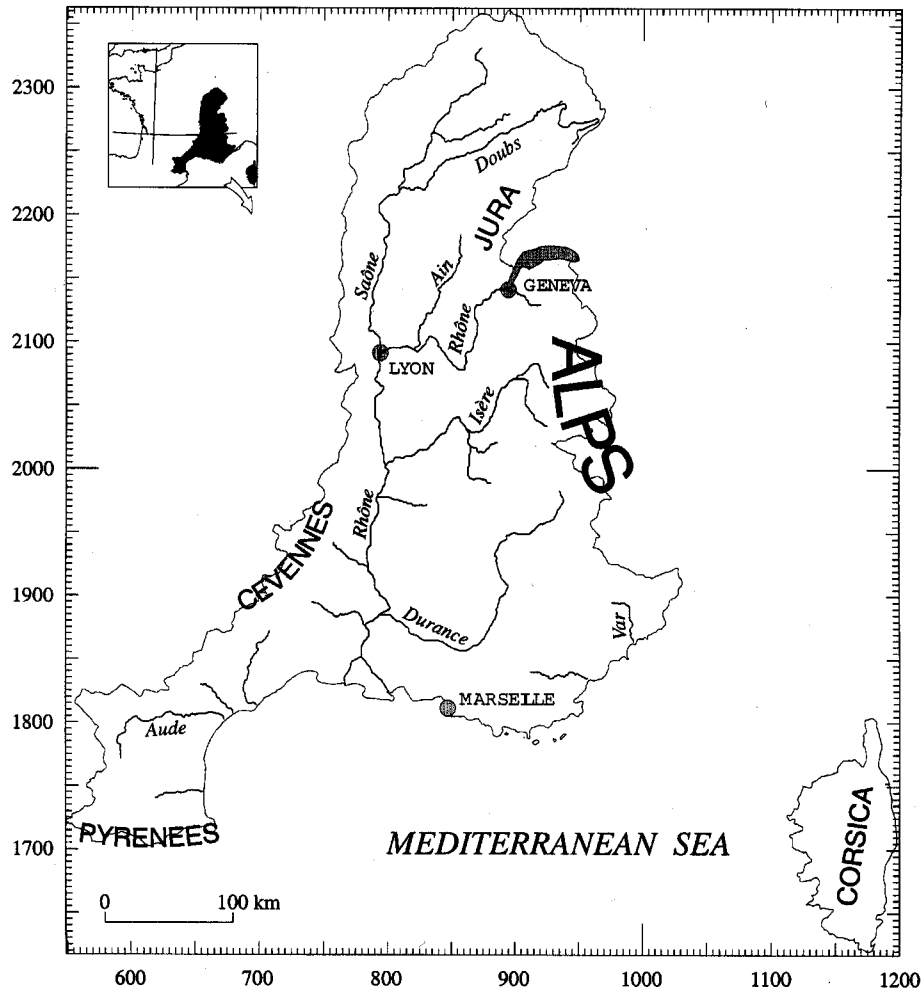 2300
2200
2100
2000
1900
1800
1700
Doubs
JURA
Saône
Ain
GENEVA
Rhône
LYON
ALPS
Isère
Rhône
CEVENNES
Durance
Var
MARSEILLE
Aude
PYRENEES
MEDITERRANEAN SEA
CORSICA
0 100 km
600 700 800 900 1000 1100 1200